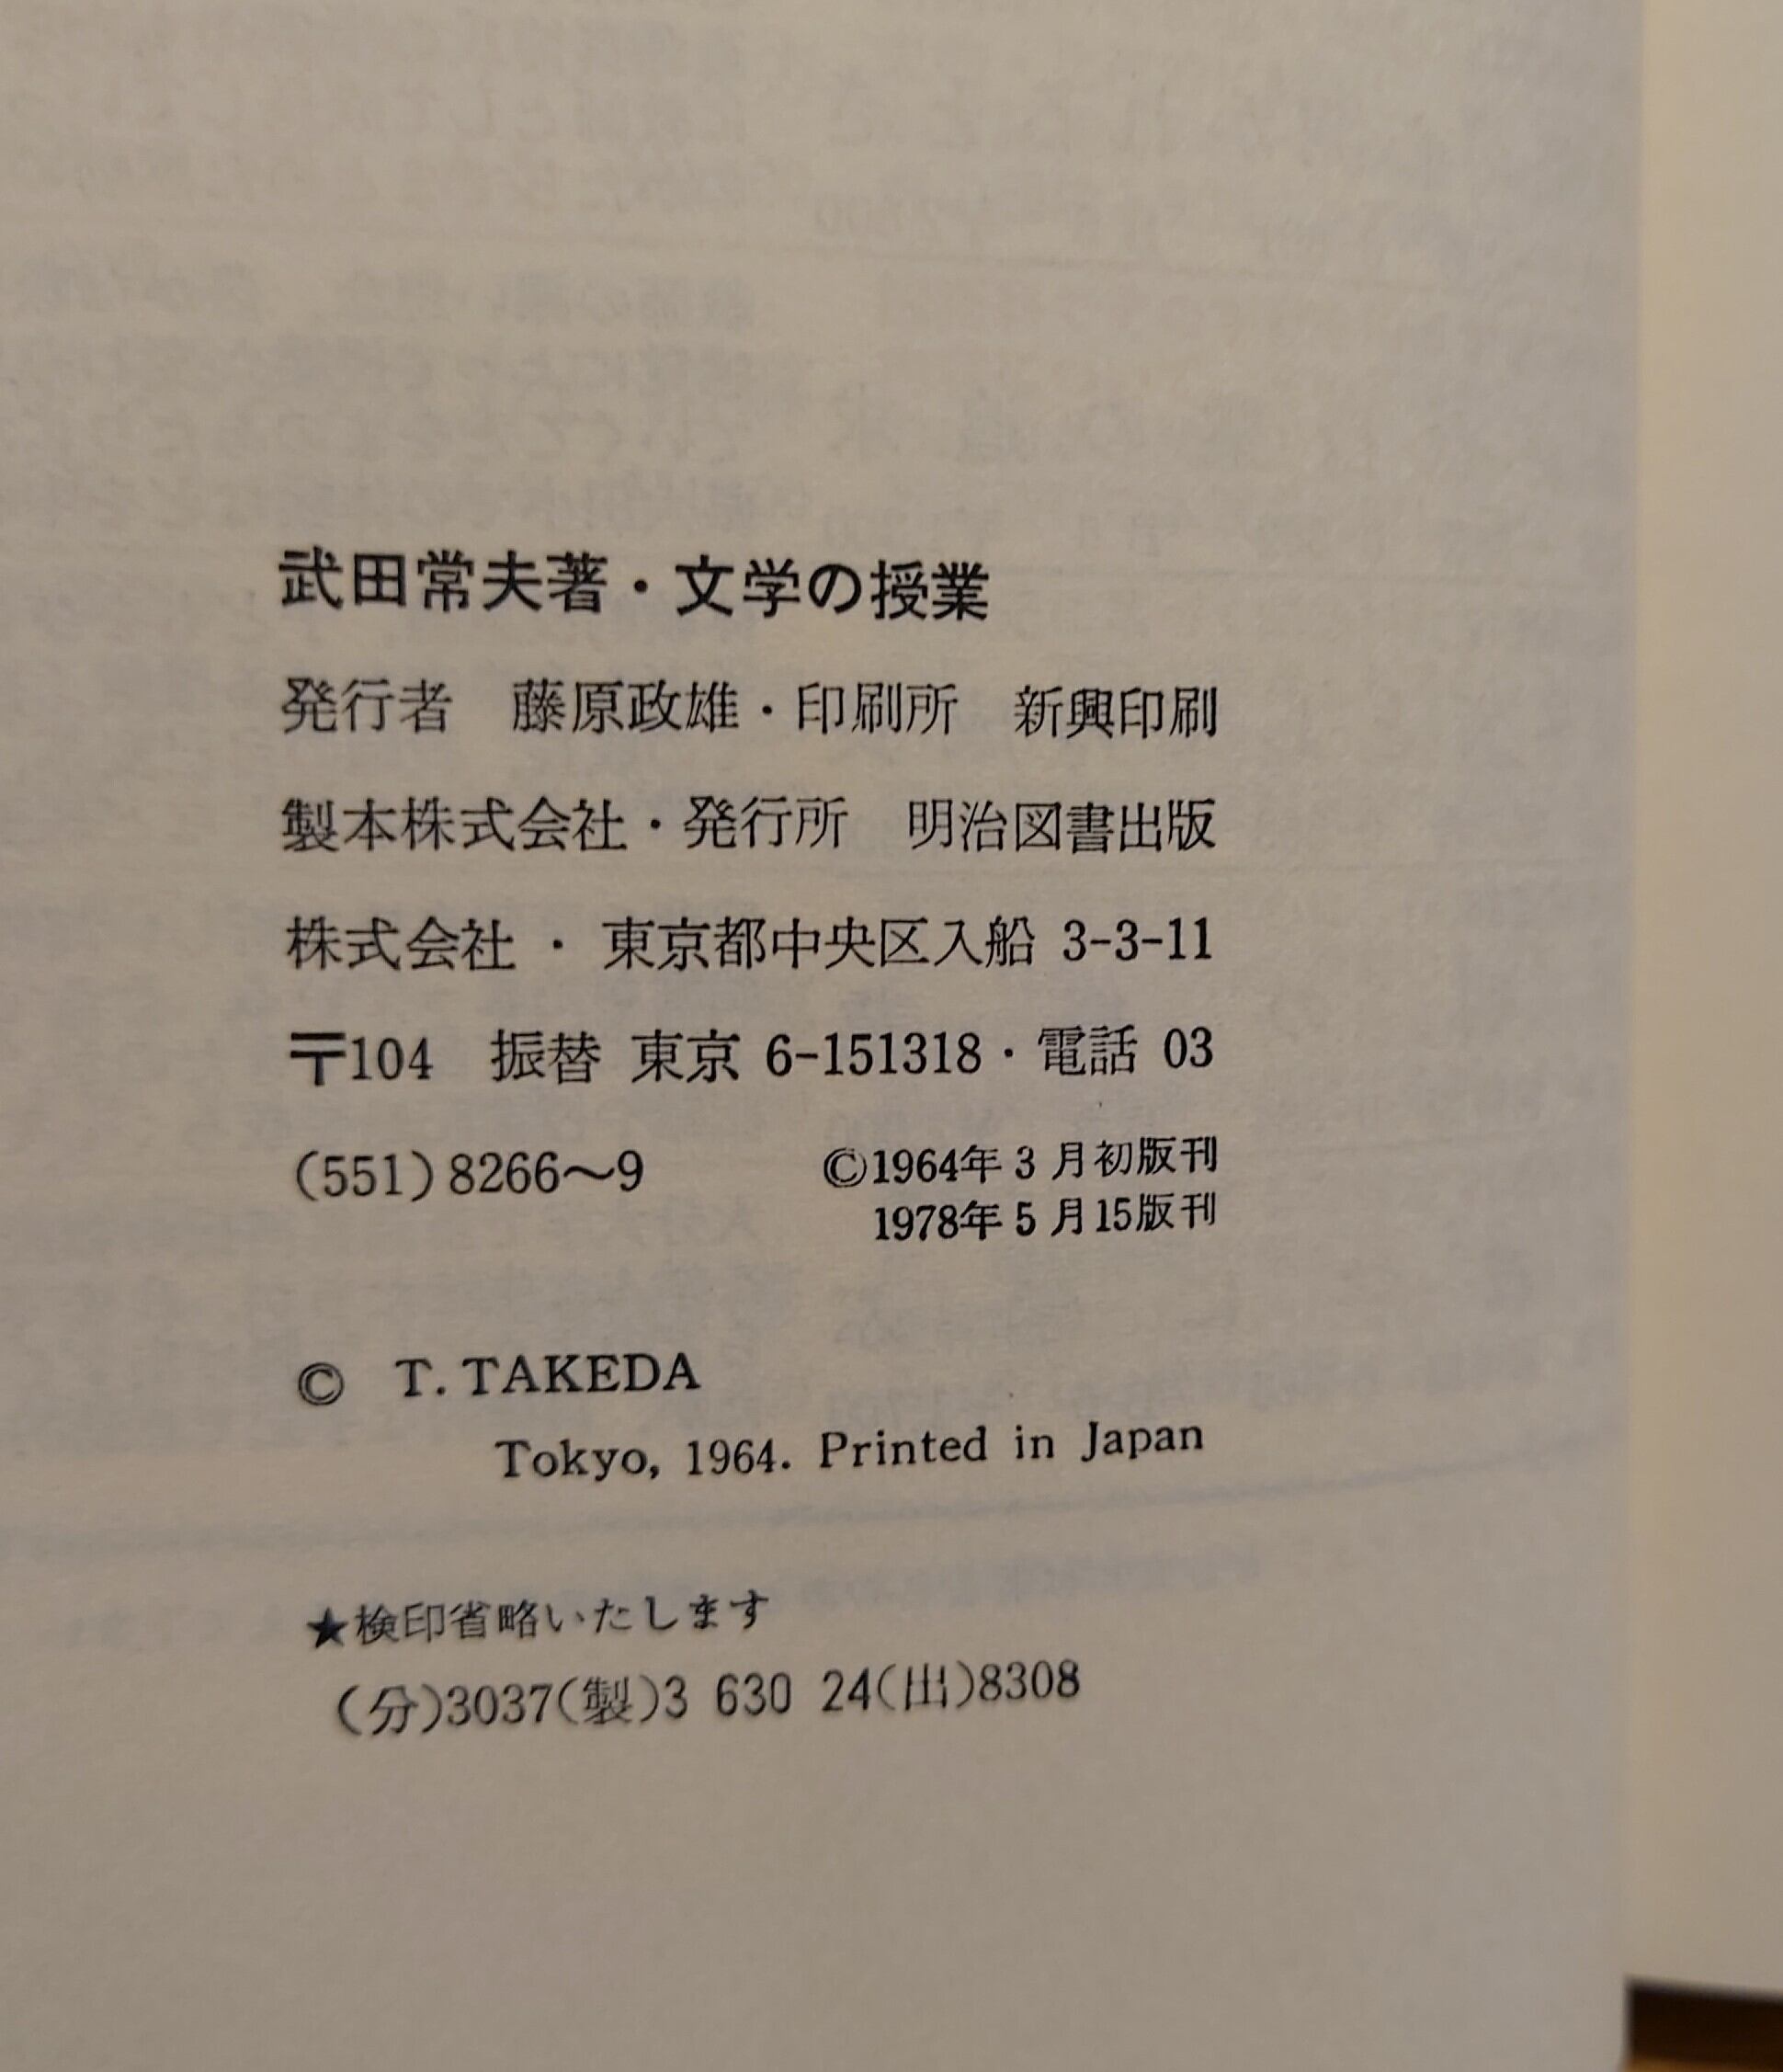 武田常夫著・文学の授業
発行者　藤原政雄・印刷所　新興印刷
製本株式会社・発行所　明治図書出版
株式会社 ・ 東京都中央区入船 3-3-11
〒104　振替 東京 6-151318・電話 03
(551)8266〜9　©1964年 3 月初版刊
1978年 5 月15版刊
© T. TAKEDA
Tokyo, 1964. Printed in Japan
★検印省略いたします
(分)3037(製)3 630 24(出)8308